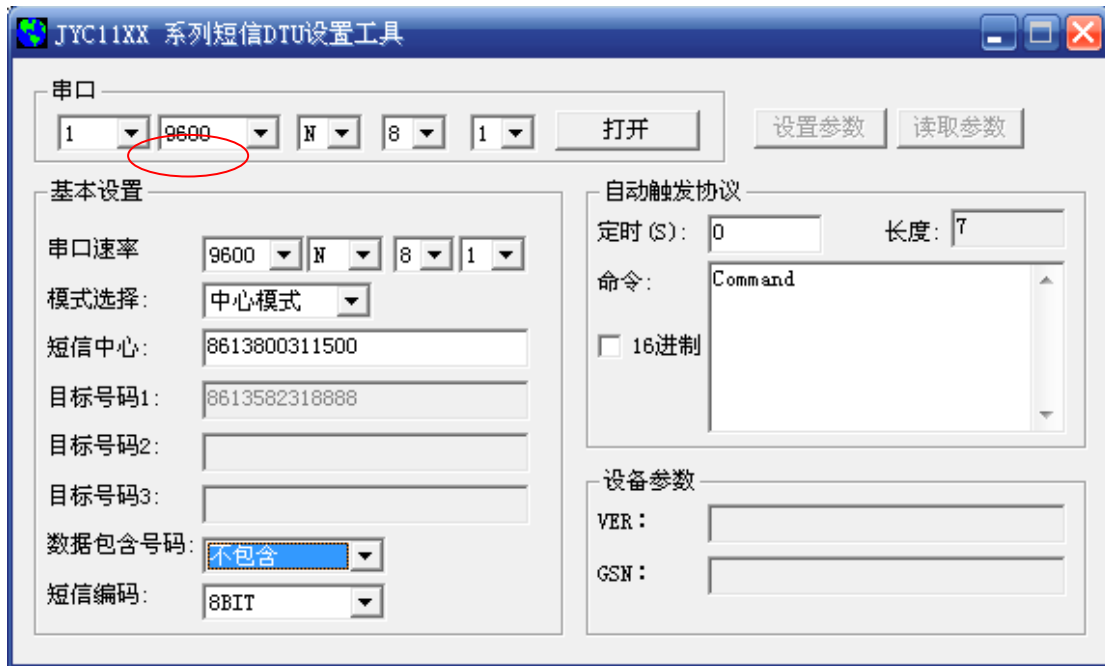 JYC11XX 系列短信DTU设置工具
串口
1 9600 N 8 1 打开 设置参数 读取参数
基本设置
串口速率 9600 N 8 1
模式选择: 中心模式
短信中心: 8613800311500
目标号码1: 8613582318888
目标号码2:
目标号码3:
数据包含号码: 不包含
短信编码: 8BIT
自动触发协议
定时(S): 0 长度: 7
命令: Command
16进制
设备参数
VER:
GSN: